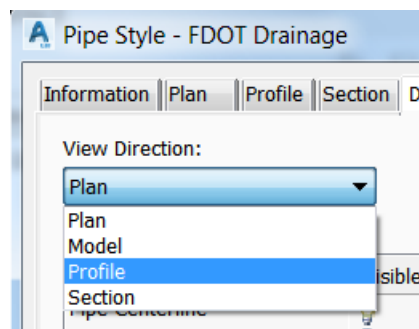 Pipe Style - FDOT Drainage
Information Plan Profile Section D
View Direction:
Plan
Plan
Model
Profile
isible
Section
Pipe Centerline